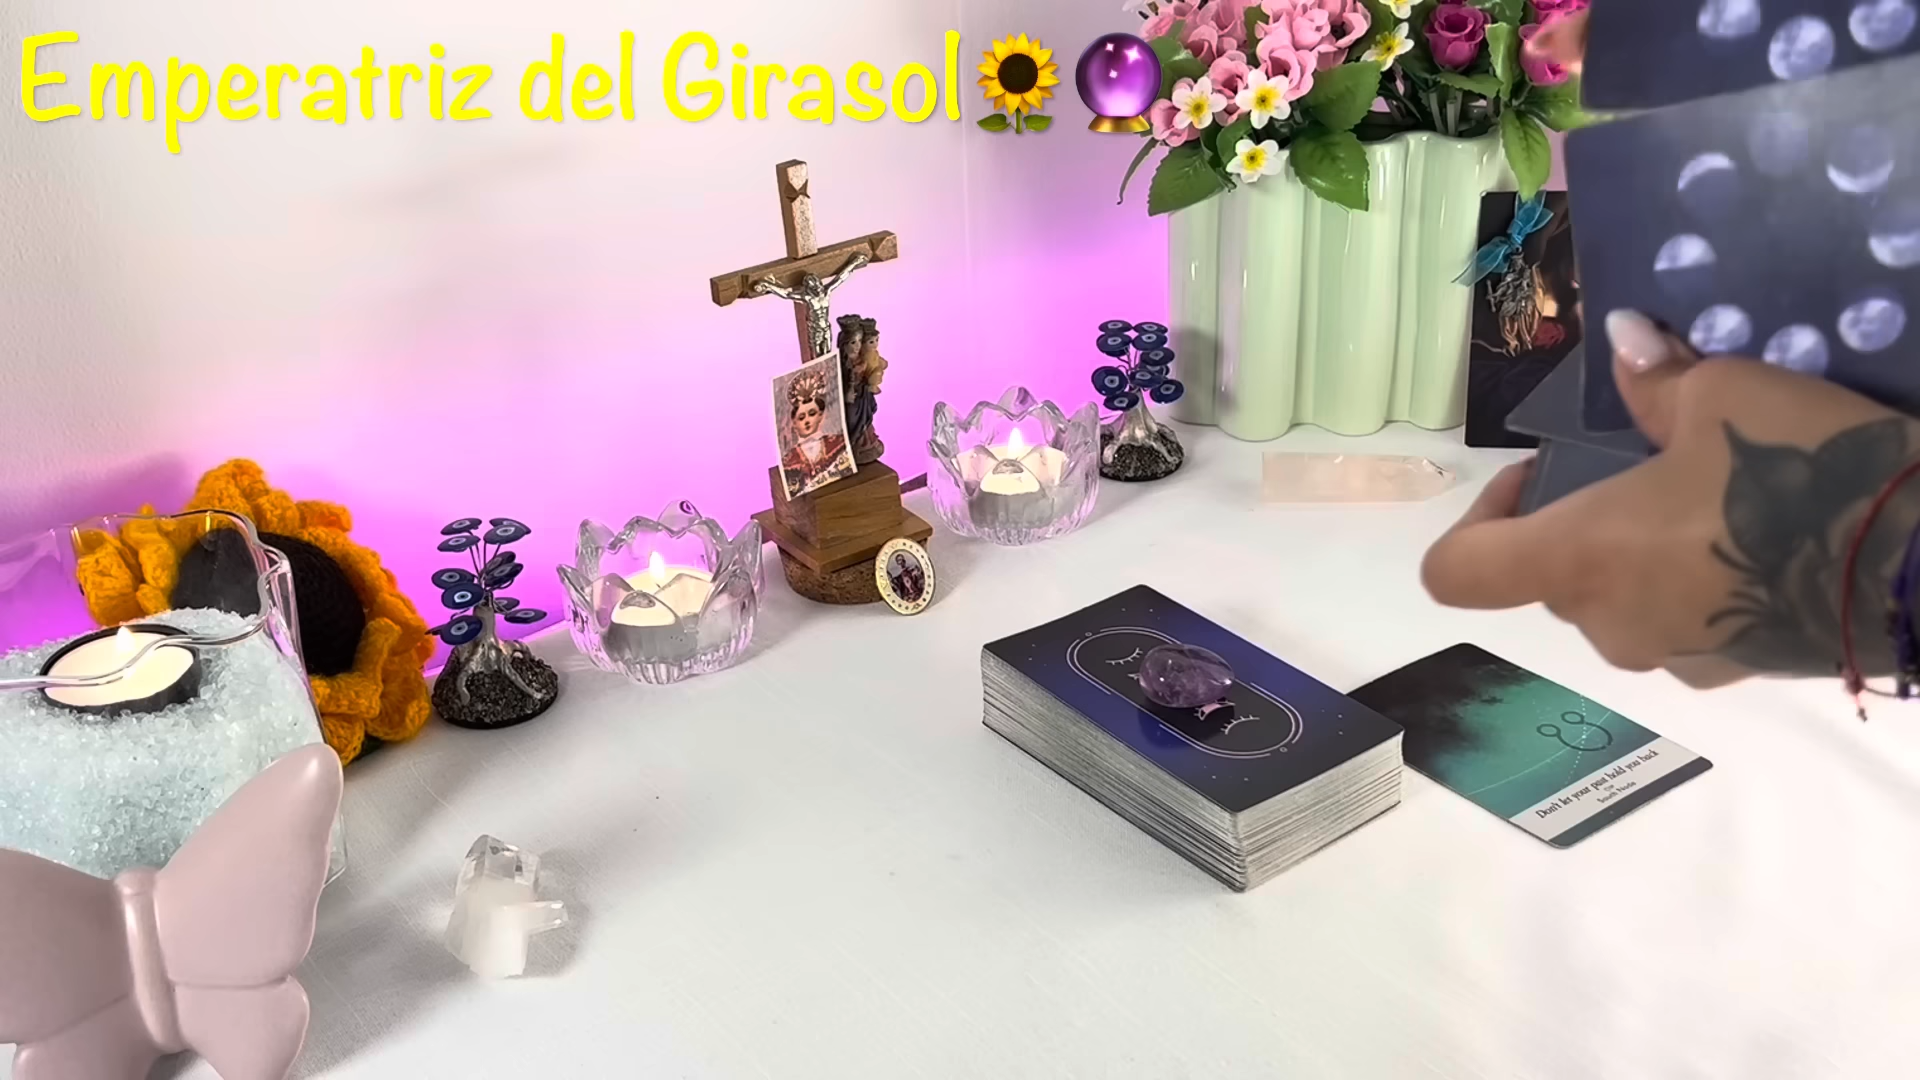 Emperatriz del Girasol🌻🔮
Don't let your past hold you back
South Node